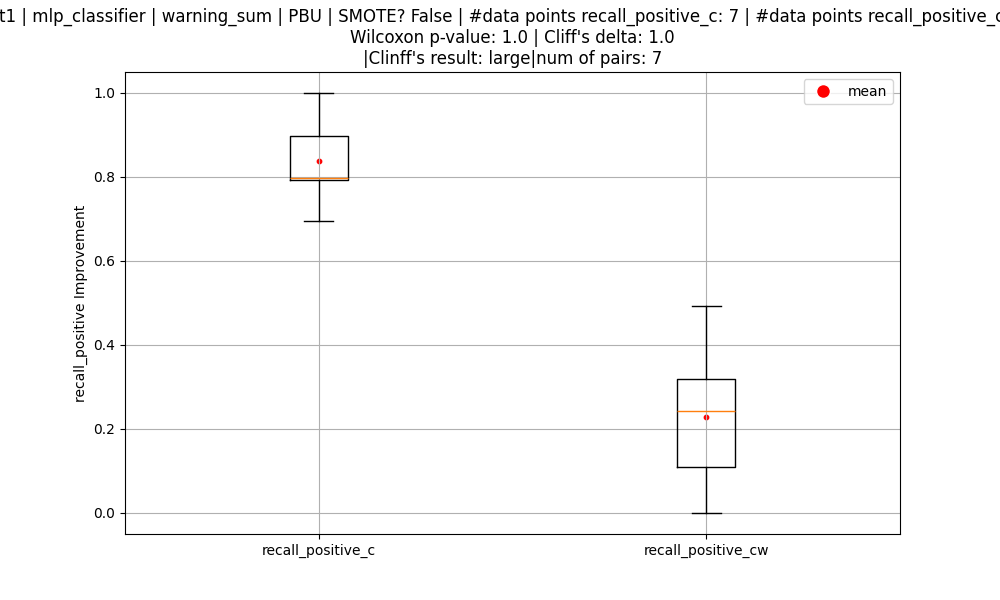 t1 | mlp_classifier | warning_sum | PBU | SMOTE? False | #data points recall_positive_c: 7 | #data points recall_positive_c
Wilcoxon p-value: 1.0 | Cliff's delta: 1.0
|Clinff's result: large|num of pairs: 7
mean
1.0
0.8
0.6
0.4
0.2
0.0
recall_positive Improvement
recall_positive_c
recall_positive_cw